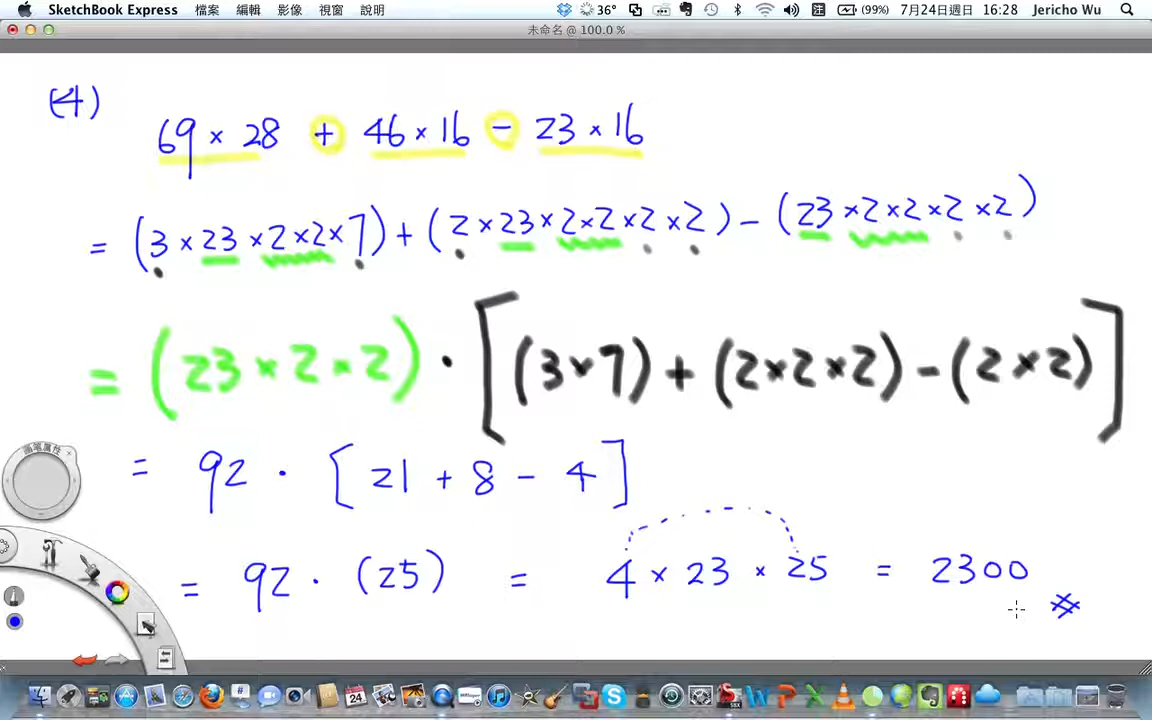 SketchBook Express 檔案 編輯 影像 視窗 說明 36° (99%) 7月24日週日 16:28 Jericho Wu
未命名 @ 100.0 %
(4)
69 × 28 + 46 × 16 − 23 × 16
= (3 × 23 × 2 × 2 × 7) + (2 × 23 × 2 × 2 × 2 × 2) − (23 × 2 × 2 × 2 × 2)
= (23 × 2 × 2) · [(3 × 7) + (2 × 2 × 2) − (2 × 2)]
= 92 · [21 + 8 − 4]
= 92 · (25) = 4 × 23 × 25 = 2300